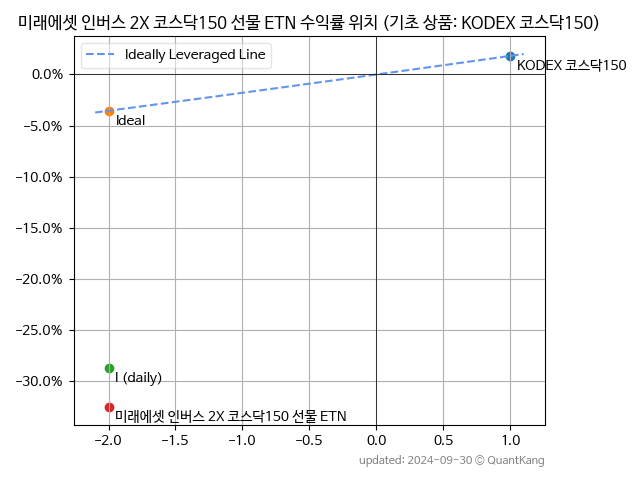 미래에셋 인버스 2X 코스닥150 선물 ETN 수익률 위치 (기초 상품: KODEX 코스닥150)
Ideally Leveraged Line
KODEX 코스닥150
0.0%
Ideal
−5.0%
−10.0%
−15.0%
−20.0%
−25.0%
I (daily)
−30.0%
미래에셋 인버스 2X 코스닥150 선물 ETN
−2.0 −1.5 −1.0 −0.5 0.0 0.5 1.0
updated: 2024-09-30 © QuantKang